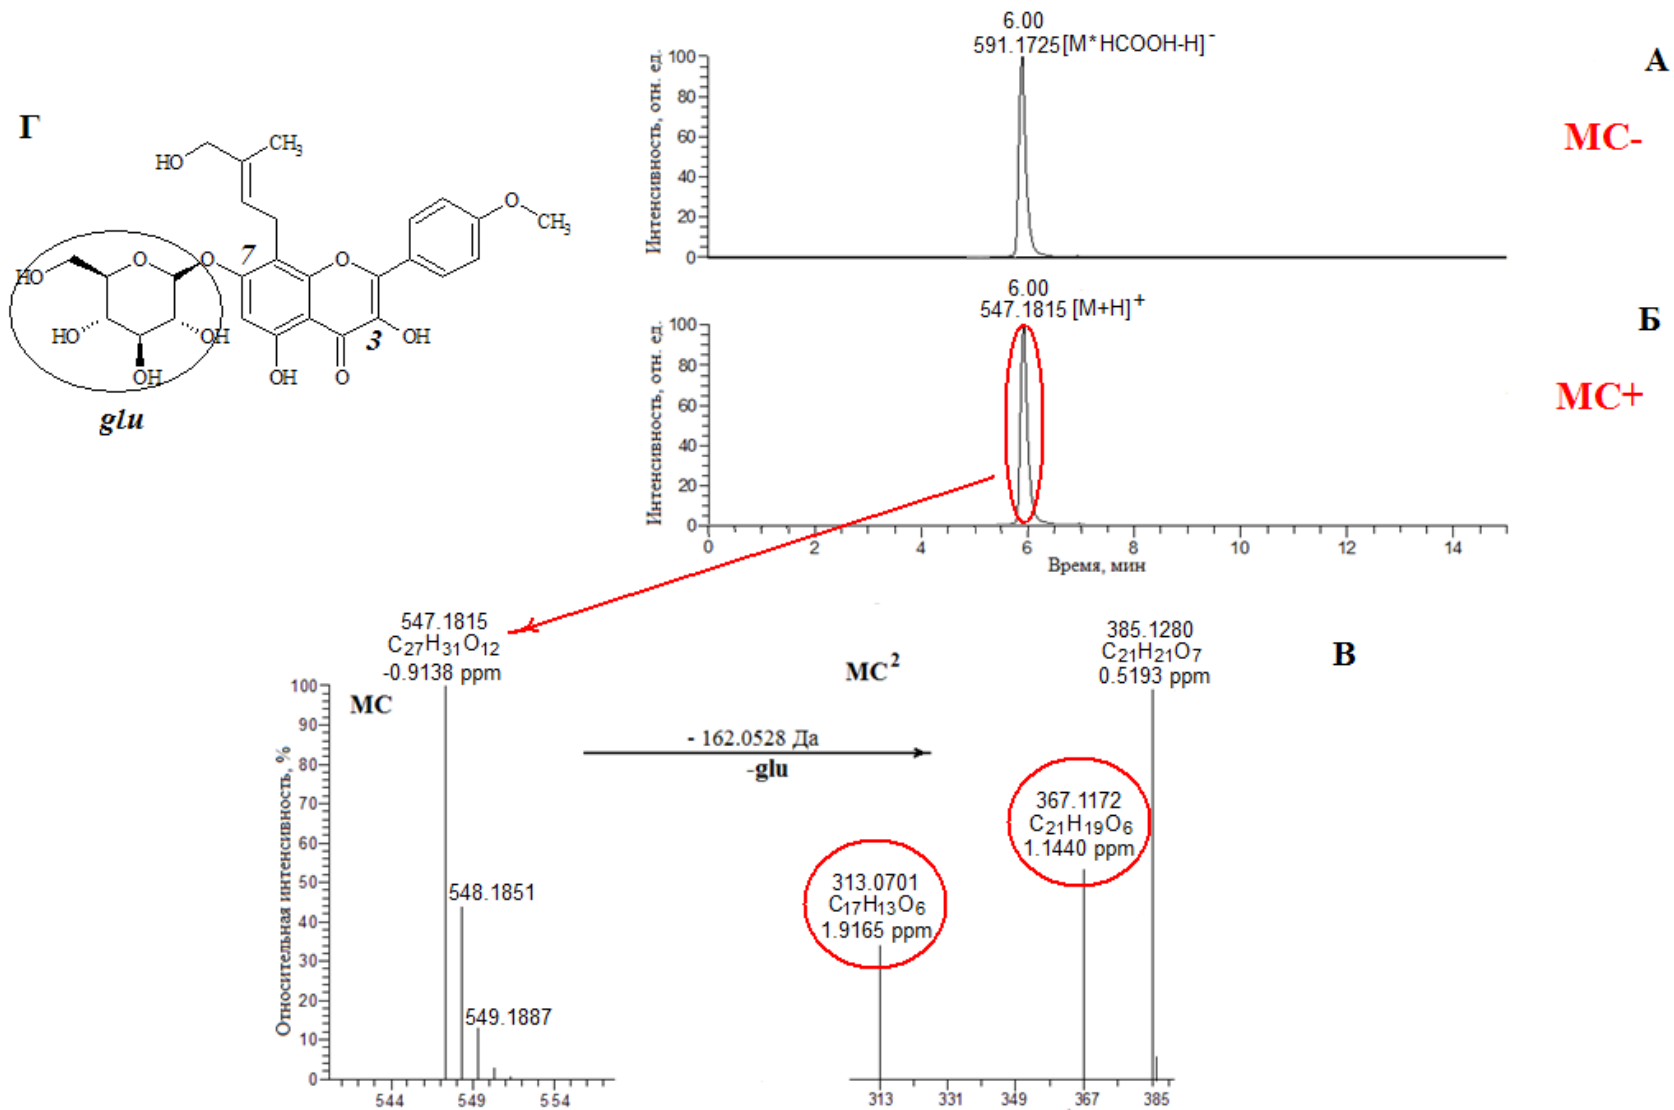 Г
HO
CH₃
O
CH₃
7
O
O
O
HO
HO
OH
OH
OH
O
3
OH
glu
6.00
591.1725[M*HCOOH-H]⁻
А
МС-
Интенсивность, отн. ед.
100
80
60
40
20
0
6.00
547.1815 [M+H]⁺
Б
МС+
Интенсивность, отн. ед.
100
80
60
40
20
0
0 2 4 6 8 10 12 14
Время, мин
547.1815
C₂₇H₃₁O₁₂
-0.9138 ppm
МС
548.1851
549.1887
Относительная интенсивность, %
100
90
80
70
60
50
40
30
20
10
0
544 549 554
МС²
- 162.0528 Да
-glu
В
385.1280
C₂₁H₂₁O₇
0.5193 ppm
367.1172
C₂₁H₁₉O₆
1.1440 ppm
313.0701
C₁₇H₁₃O₆
1.9165 ppm
313 331 349 367 385